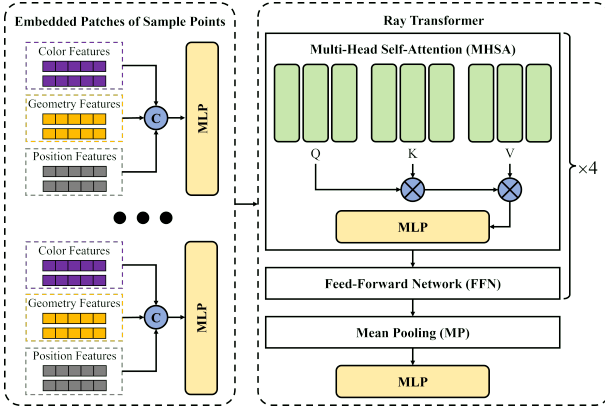 Embedded Patches of Sample Points
Color Features
Geometry Features
C
MLP
Position Features
Color Features
Geometry Features
C
MLP
Position Features
Ray Transformer
Multi-Head Self-Attention (MHSA)
Q
K
V
×4
MLP
Feed-Forward Network (FFN)
Mean Pooling (MP)
MLP